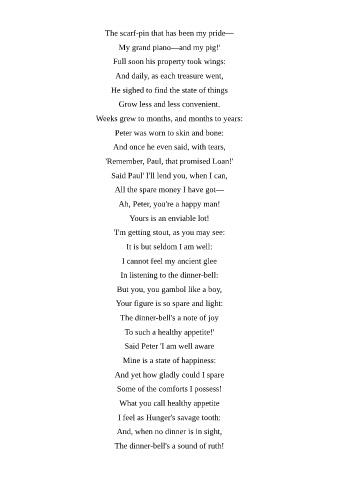 The scarf-pin that has been my pride—
My grand piano—and my pig!'
Full soon his property took wings:
And daily, as each treasure went,
He sighed to find the state of things
Grow less and less convenient.
Weeks grew to months, and months to years:
Peter was worn to skin and bone:
And once he even said, with tears,
'Remember, Paul, that promised Loan!'
Said Paul' I'll lend you, when I can,
All the spare money I have got—
Ah, Peter, you're a happy man!
Yours is an enviable lot!
'I'm getting stout, as you may see:
It is but seldom I am well:
I cannot feel my ancient glee
In listening to the dinner-bell:
But you, you gambol like a boy,
Your figure is so spare and light:
The dinner-bell's a note of joy
To such a healthy appetite!'
Said Peter 'I am well aware
Mine is a state of happiness:
And yet how gladly could I spare
Some of the comforts I possess!
What you call healthy appetite
I feel as Hunger's savage tooth:
And, when no dinner is in sight,
The dinner-bell's a sound of ruth!